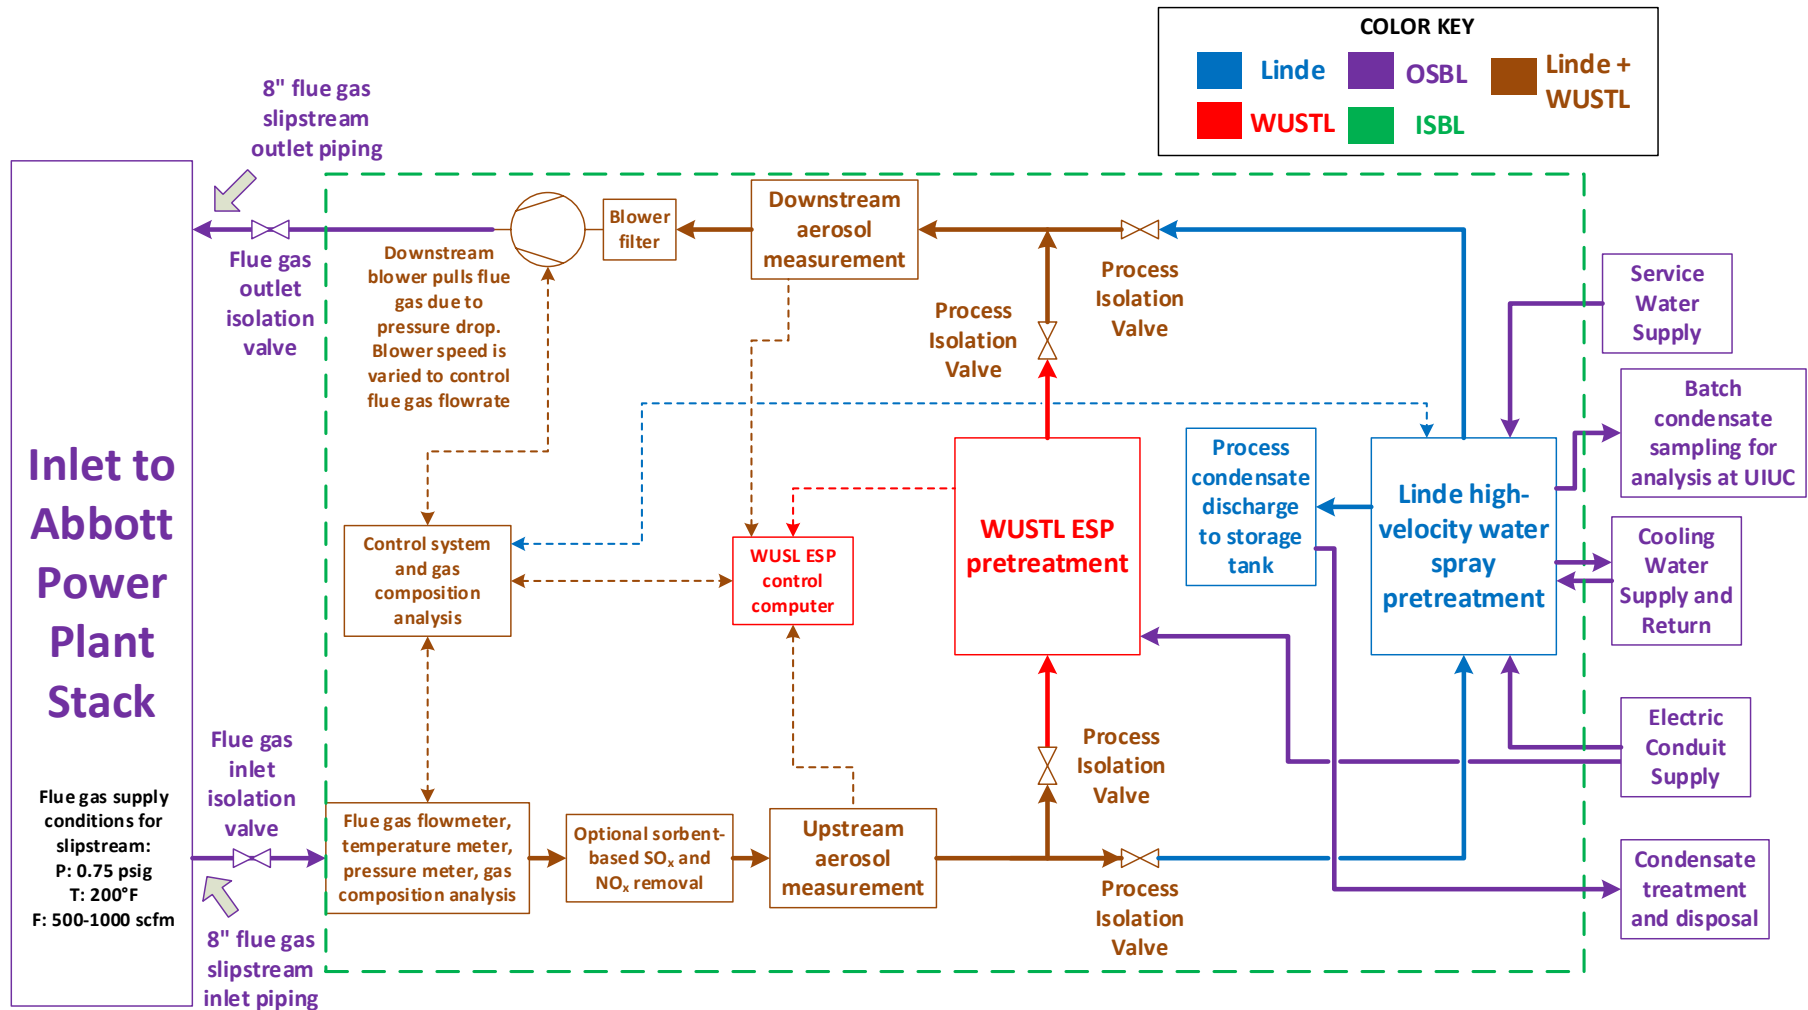 COLOR KEY
Linde
OSBL
Linde +
WUSTL
WUSTL
ISBL
8" flue gas
slipstream
outlet piping
Flue gas
outlet
isolation
valve
Downstream
blower pulls flue
gas due to
pressure drop.
Blower speed is
varied to control
flue gas flowrate
Blower
filter
Downstream
aerosol
measurement
Process
Isolation
Valve
Process
Isolation
Valve
Service
Water
Supply
Batch
condensate
sampling for
analysis at UIUC
Inlet to
Abbott
Power
Plant
Stack
Control system
and gas
composition
analysis
WUSL ESP
control
computer
WUSTL ESP
pretreatment
Process
condensate
discharge
to storage
tank
Linde high-
velocity water
spray
pretreatment
Cooling
Water
Supply and
Return
Electric
Conduit
Supply
Flue gas supply
conditions for
slipstream:
P: 0.75 psig
T: 200°F
F: 500-1000 scfm
Flue gas
inlet
isolation
valve
8" flue gas
slipstream
inlet piping
Flue gas flowmeter,
temperature meter,
pressure meter, gas
composition analysis
Optional sorbent-
based SOₓ and
NOₓ removal
Upstream
aerosol
measurement
Process
Isolation
Valve
Process
Isolation
Valve
Condensate
treatment
and disposal